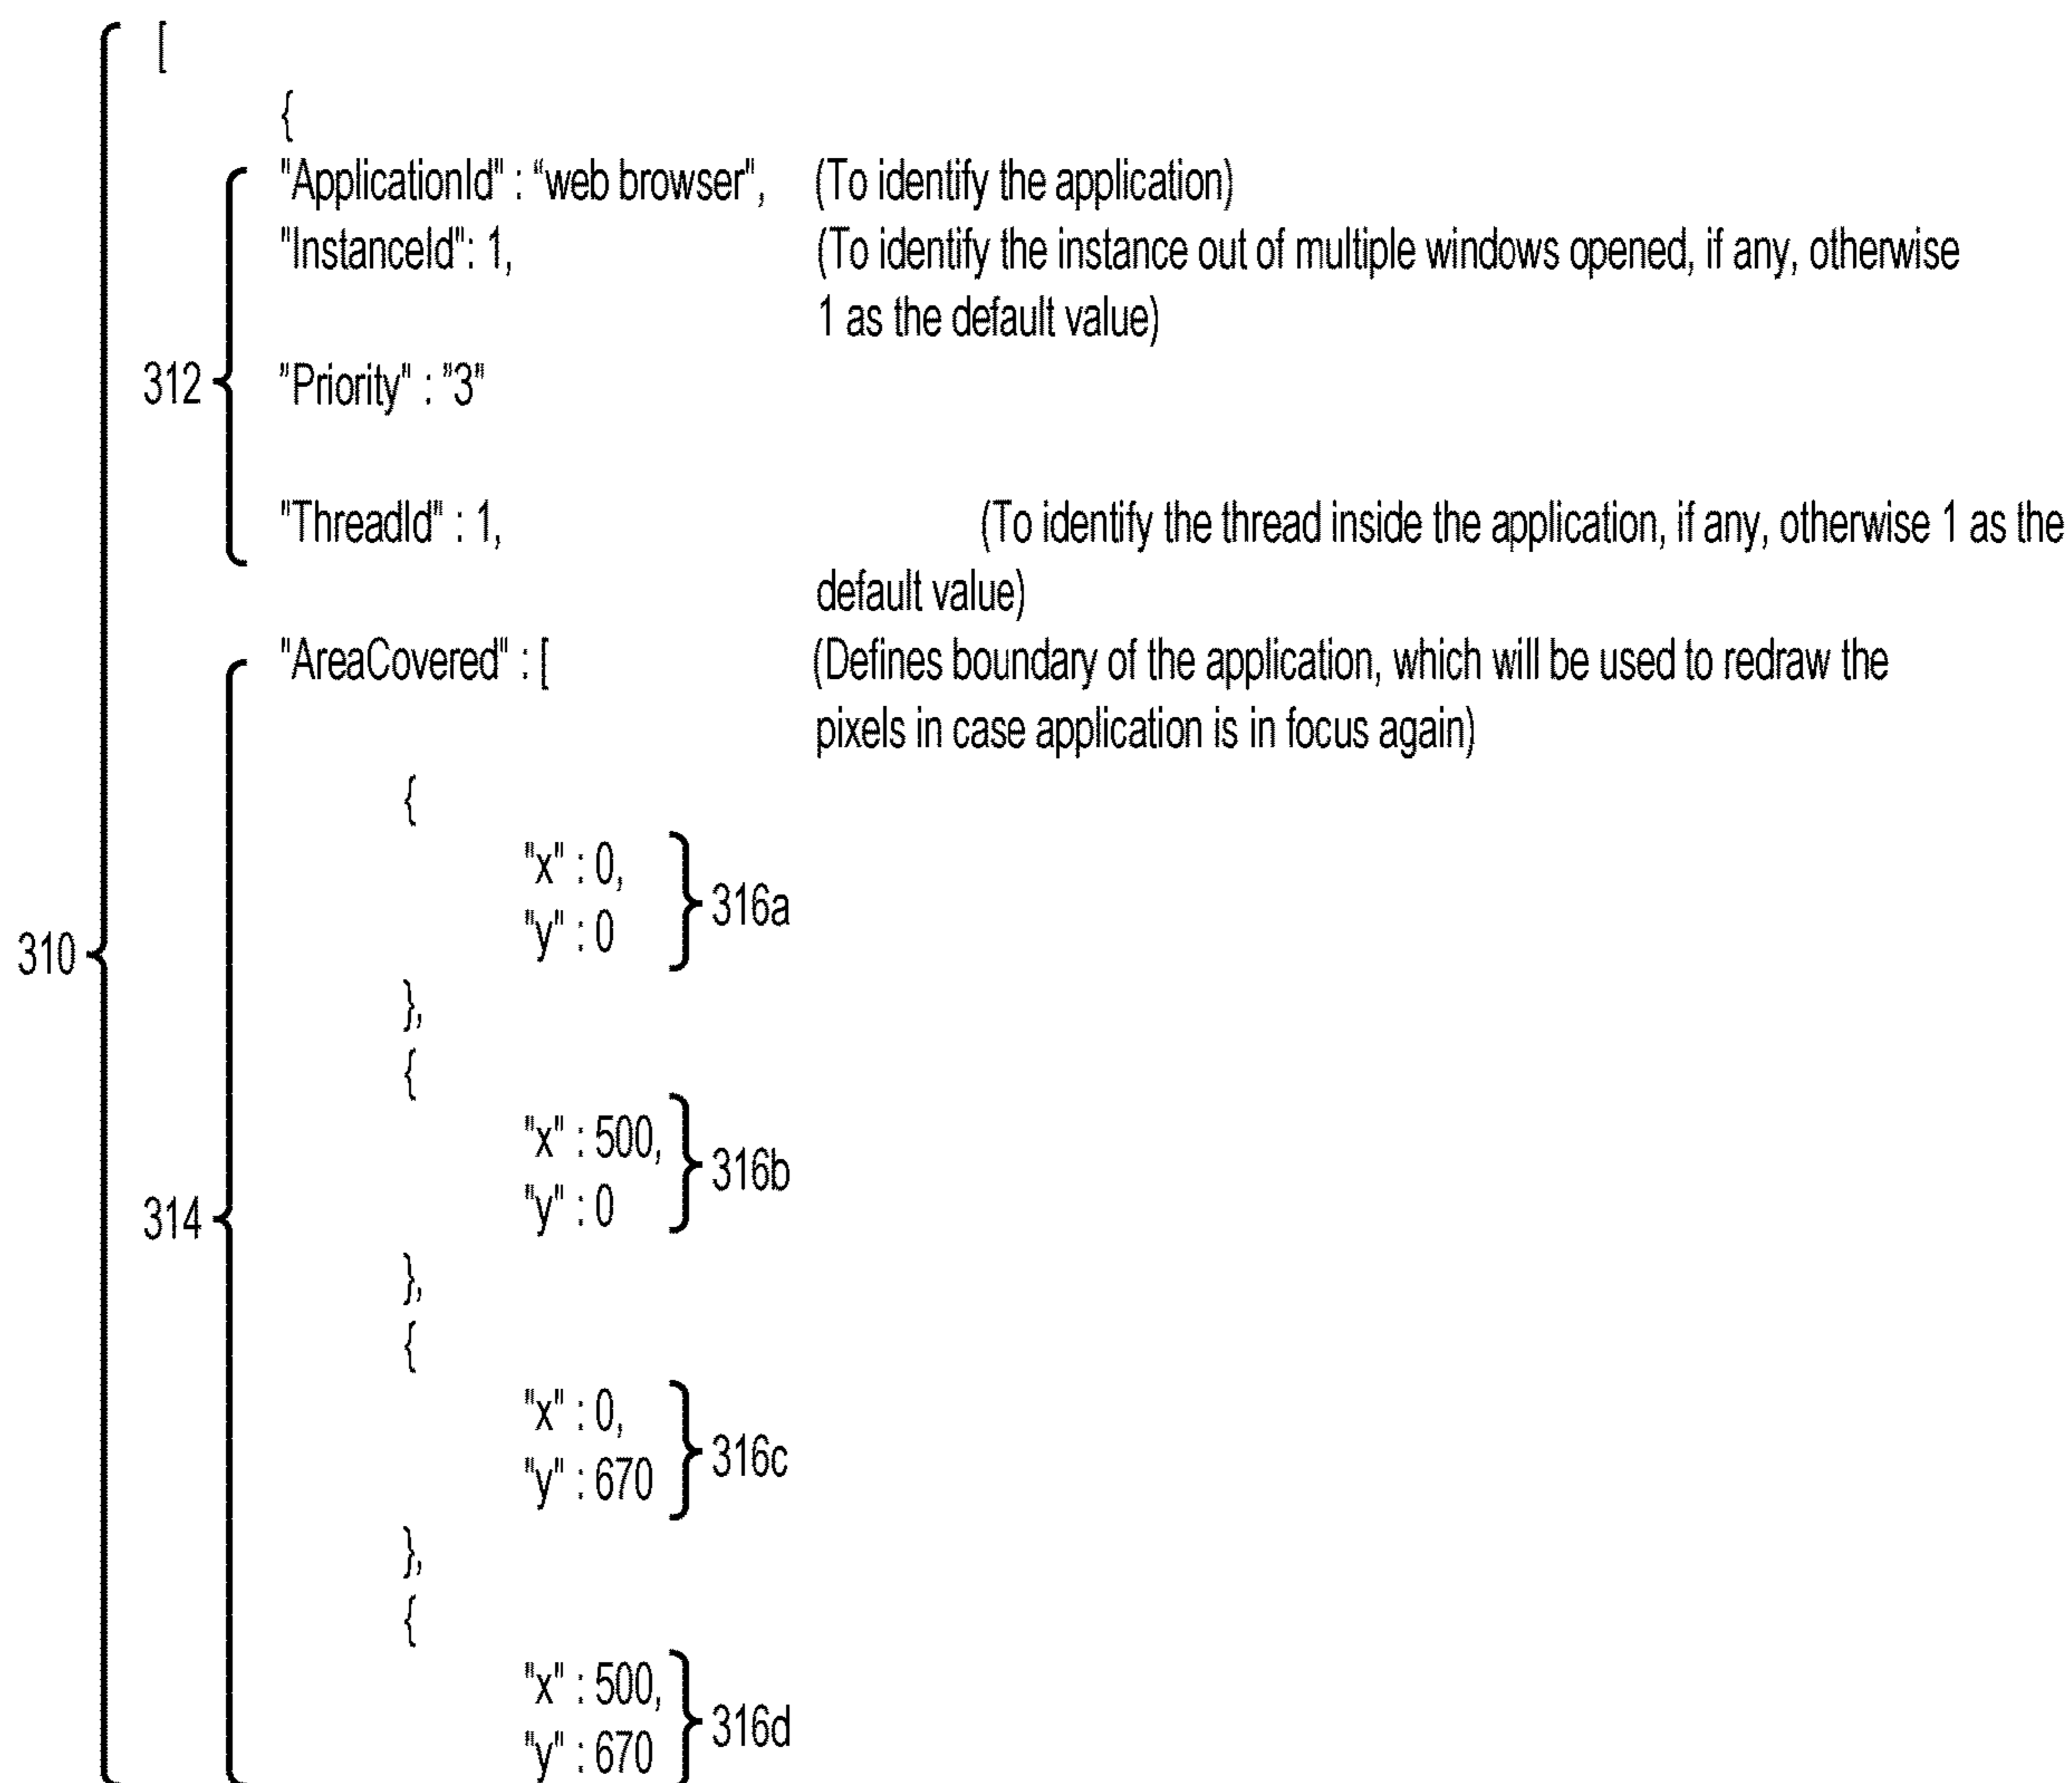 [
{
"ApplicationId" : “web browser", (To identify the application)
"InstanceId": 1, (To identify the instance out of multiple windows opened, if any, otherwise
1 as the default value)
312 "Priority" : "3"
"ThreadId" : 1, (To identify the thread inside the application, if any, otherwise 1 as the
default value)
"AreaCovered" : [ (Defines boundary of the application, which will be used to redraw the
pixels in case application is in focus again)
{
"x" : 0,
316a
"y" : 0
310
},
{
"x" : 500,
316b
"y" : 0
314
},
{
"x" : 0,
316c
"y" : 670
},
{
"x" : 500,
316d
"y" : 670